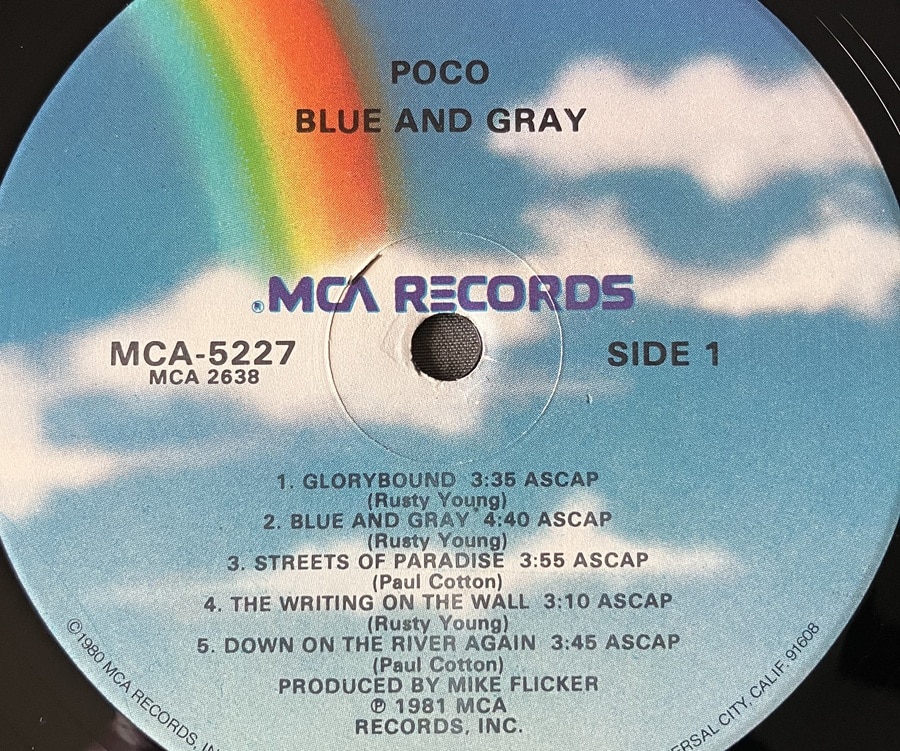 POCO
BLUE AND GRAY
®MCA RECORDS
MCA-5227
MCA 2638
SIDE 1
1. GLORYBOUND 3:35 ASCAP
(Rusty Young)
2. BLUE AND GRAY 4:40 ASCAP
(Rusty Young)
3. STREETS OF PARADISE 3:55 ASCAP
(Paul Cotton)
4. THE WRITING ON THE WALL 3:10 ASCAP
(Rusty Young)
5. DOWN ON THE RIVER AGAIN 3:45 ASCAP
(Paul Cotton)
PRODUCED BY MIKE FLICKER
℗ 1981 MCA
RECORDS, INC.
©1980 MCA RECORDS,
CITY, CALIF. 91608